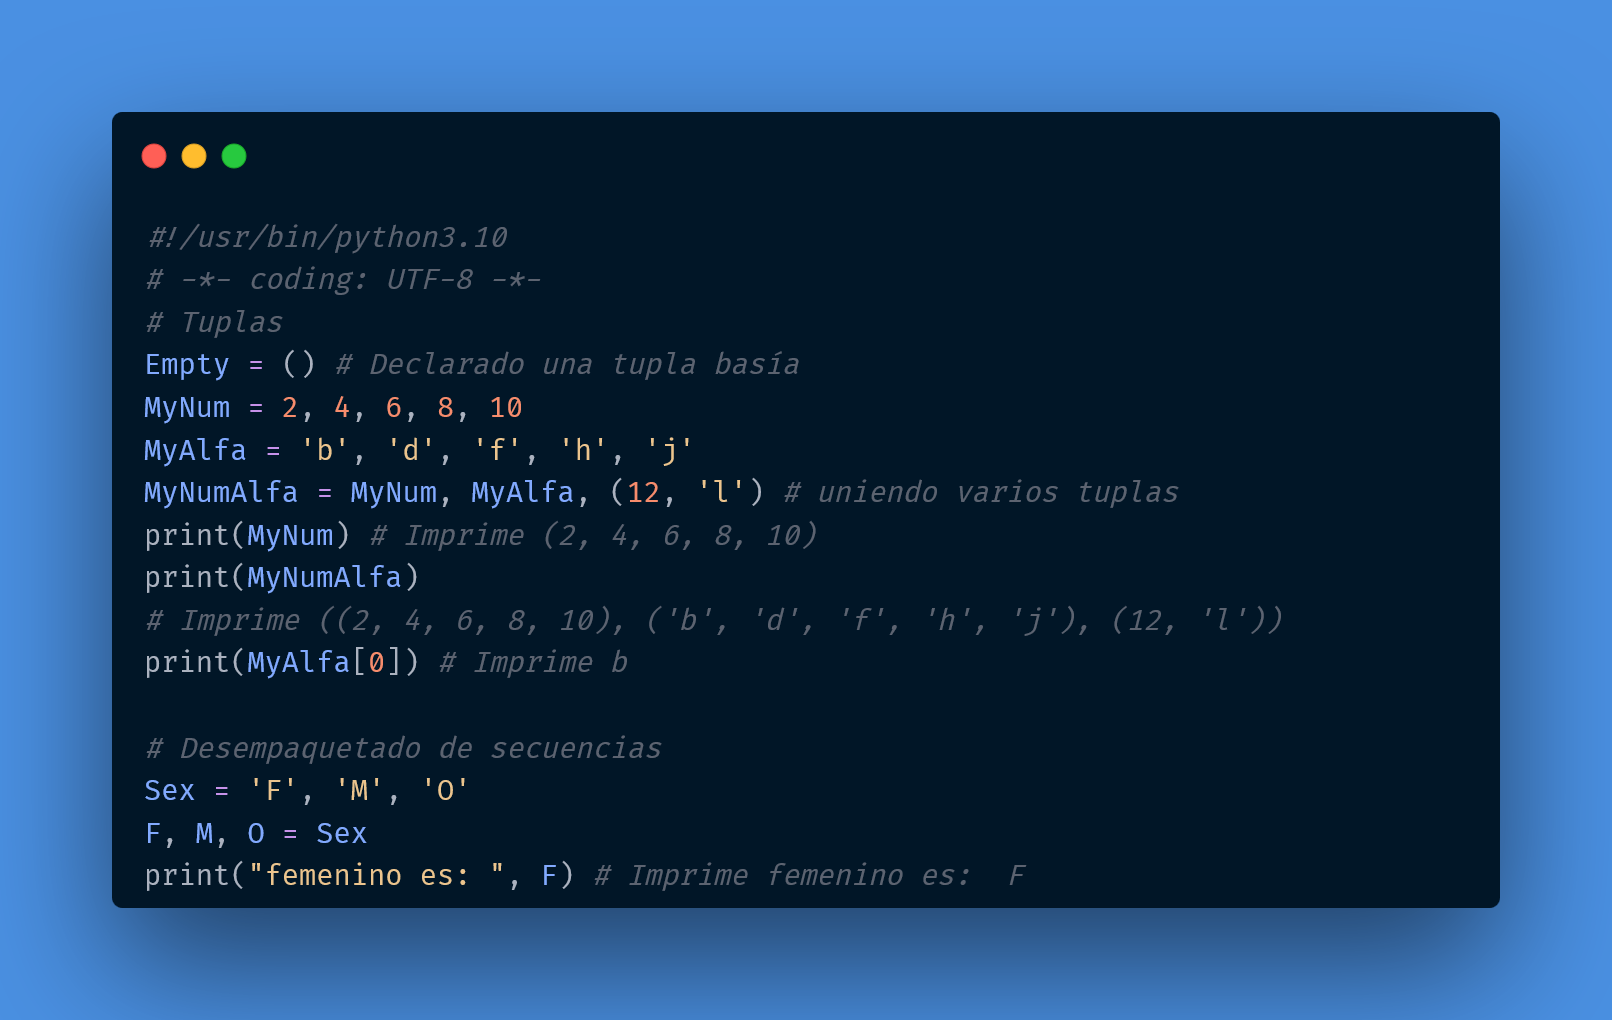 #!/usr/bin/python3.10
# -*- coding: UTF-8 -*-
# Tuplas
Empty = () # Declarado una tupla basía
MyNum = 2, 4, 6, 8, 10
MyAlfa = 'b', 'd', 'f', 'h', 'j'
MyNumAlfa = MyNum, MyAlfa, (12, 'l') # uniendo varios tuplas
print(MyNum) # Imprime (2, 4, 6, 8, 10)
print(MyNumAlfa)
# Imprime ((2, 4, 6, 8, 10), ('b', 'd', 'f', 'h', 'j'), (12, 'l'))
print(MyAlfa[0]) # Imprime b

# Desempaquetado de secuencias
Sex = 'F', 'M', 'O'
F, M, O = Sex
print("femenino es: ", F) # Imprime femenino es:  F